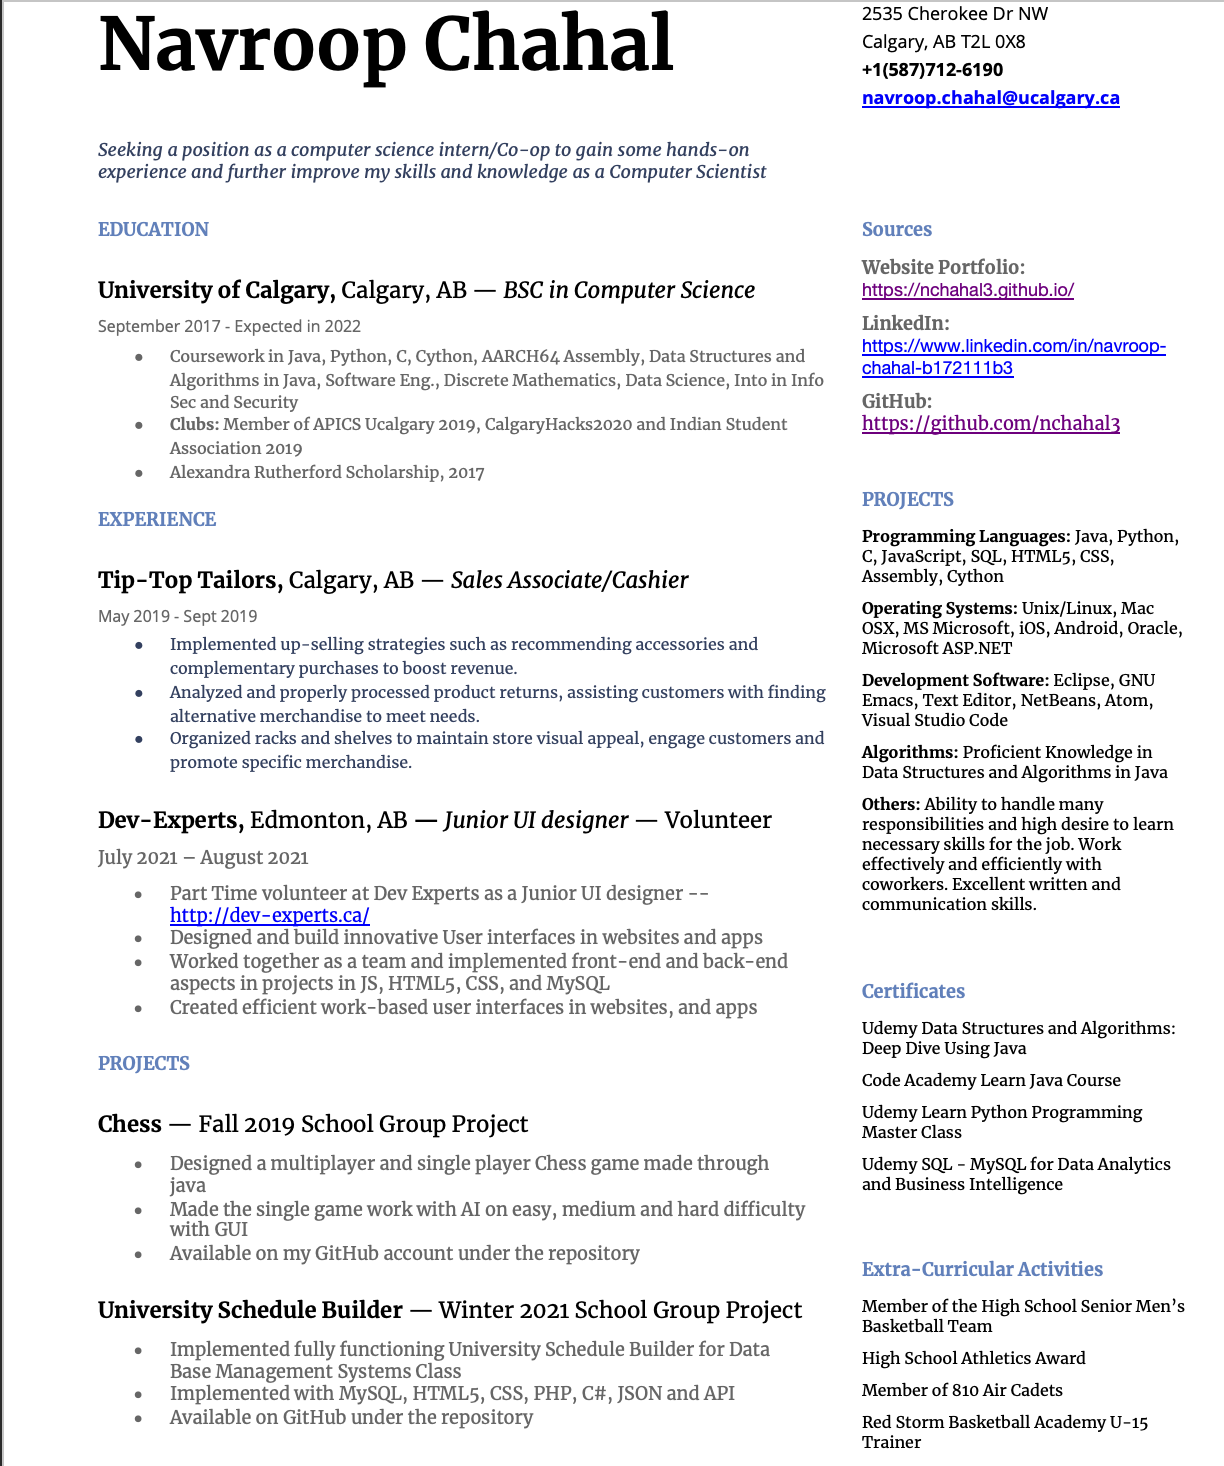 Navroop Chahal
2535 Cherokee Dr NW
Calgary, AB T2L 0X8
+1(587)712-6190
navroop.chahal@ucalgary.ca
Seeking a position as a computer science intern/Co-op to gain some hands-on
experience and further improve my skills and knowledge as a Computer Scientist
EDUCATION
University of Calgary, Calgary, AB — BSC in Computer Science
September 2017 - Expected in 2022
● Coursework in Java, Python, C, Cython, AARCH64 Assembly, Data Structures and
Algorithms in Java, Software Eng., Discrete Mathematics, Data Science, Into in Info
Sec and Security
● Clubs: Member of APICS Ucalgary 2019, CalgaryHacks2020 and Indian Student
Association 2019
● Alexandra Rutherford Scholarship, 2017
EXPERIENCE
Tip-Top Tailors, Calgary, AB — Sales Associate/Cashier
May 2019 - Sept 2019
● Implemented up-selling strategies such as recommending accessories and
complementary purchases to boost revenue.
● Analyzed and properly processed product returns, assisting customers with finding
alternative merchandise to meet needs.
● Organized racks and shelves to maintain store visual appeal, engage customers and
promote specific merchandise.
Dev-Experts, Edmonton, AB — Junior UI designer — Volunteer
July 2021 – August 2021
● Part Time volunteer at Dev Experts as a Junior UI designer --
http://dev-experts.ca/
● Designed and build innovative User interfaces in websites and apps
● Worked together as a team and implemented front-end and back-end
aspects in projects in JS, HTML5, CSS, and MySQL
● Created efficient work-based user interfaces in websites, and apps
PROJECTS
Chess — Fall 2019 School Group Project
● Designed a multiplayer and single player Chess game made through
java
● Made the single game work with AI on easy, medium and hard difficulty
with GUI
● Available on my GitHub account under the repository
University Schedule Builder — Winter 2021 School Group Project
● Implemented fully functioning University Schedule Builder for Data
Base Management Systems Class
● Implemented with MySQL, HTML5, CSS, PHP, C#, JSON and API
● Available on GitHub under the repository
Sources
Website Portfolio:
https://nchahal3.github.io/
LinkedIn:
https://www.linkedin.com/in/navroop-
chahal-b172111b3
GitHub:
https://github.com/nchahal3
PROJECTS
Programming Languages: Java, Python,
C, JavaScript, SQL, HTML5, CSS,
Assembly, Cython
Operating Systems: Unix/Linux, Mac
OSX, MS Microsoft, iOS, Android, Oracle,
Microsoft ASP.NET
Development Software: Eclipse, GNU
Emacs, Text Editor, NetBeans, Atom,
Visual Studio Code
Algorithms: Proficient Knowledge in
Data Structures and Algorithms in Java
Others: Ability to handle many
responsibilities and high desire to learn
necessary skills for the job. Work
effectively and efficiently with
coworkers. Excellent written and
communication skills.
Certificates
Udemy Data Structures and Algorithms:
Deep Dive Using Java
Code Academy Learn Java Course
Udemy Learn Python Programming
Master Class
Udemy SQL - MySQL for Data Analytics
and Business Intelligence
Extra-Curricular Activities
Member of the High School Senior Men’s
Basketball Team
High School Athletics Award
Member of 810 Air Cadets
Red Storm Basketball Academy U-15
Trainer